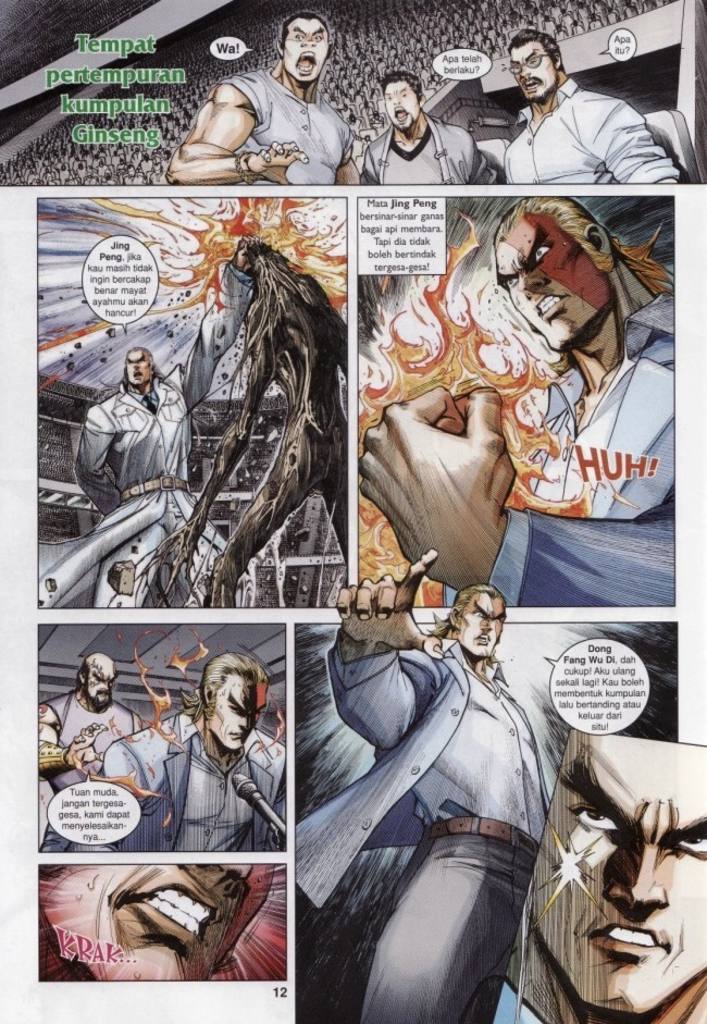 Tempat
pertempuran
kumpulan
Ginseng
Wa!
Apa telah
berlaku?
Apa
itu?
Jing
Peng, jika
kau masih tidak
ingin bercakap
benar mayat
ayahmu akan
hancur!
Mata Jing Peng
bersinar-sinar ganas
bagai api membara.
Tapi dia tidak
boleh bertindak
tergesa-gesa!
HUH!
Tuan muda,
jangan tergesa-
gesa, kami dapat
menyelesaikan-
nya...
Dong
Fang Wu Di, dah
cukup! Aku ulang
sekali lagi! Kau boleh
membentuk kumpulan
bertanding atau
keluar dari
situ!
KRAK...
12